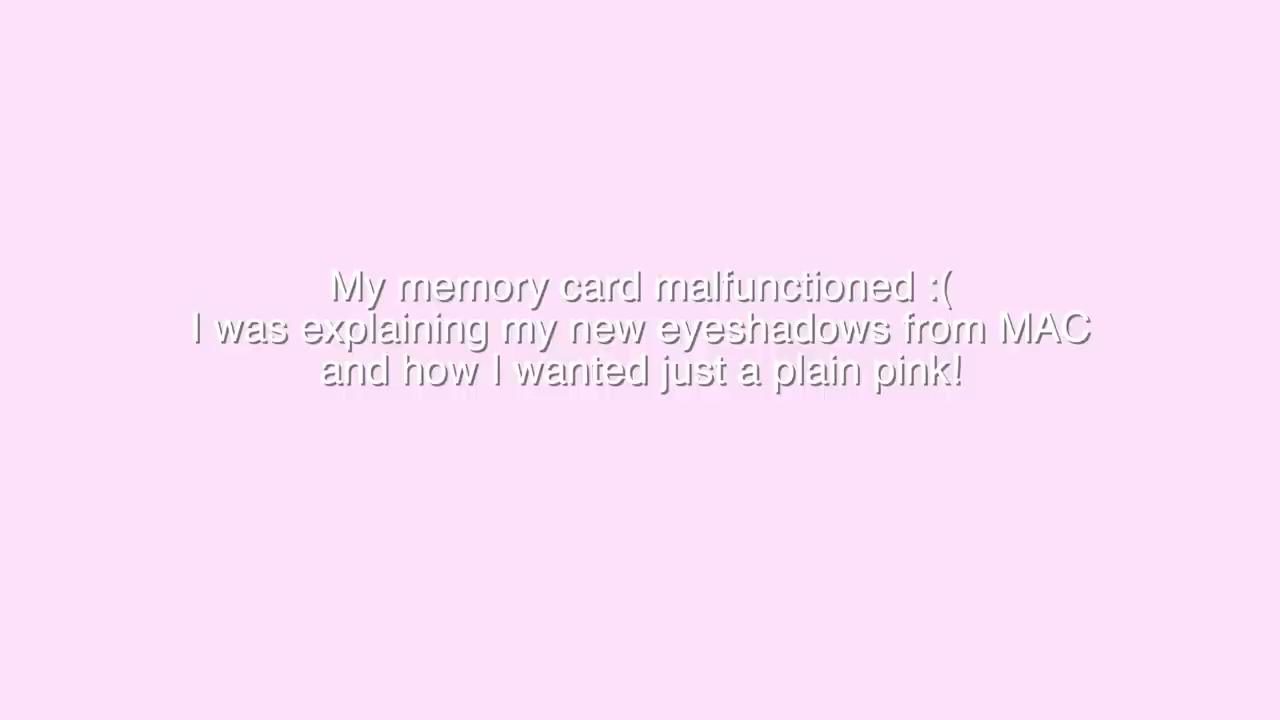 My memory card malfunctioned :(
I was explaining my new eyeshadows from MAC
and how I wanted just a plain pink!